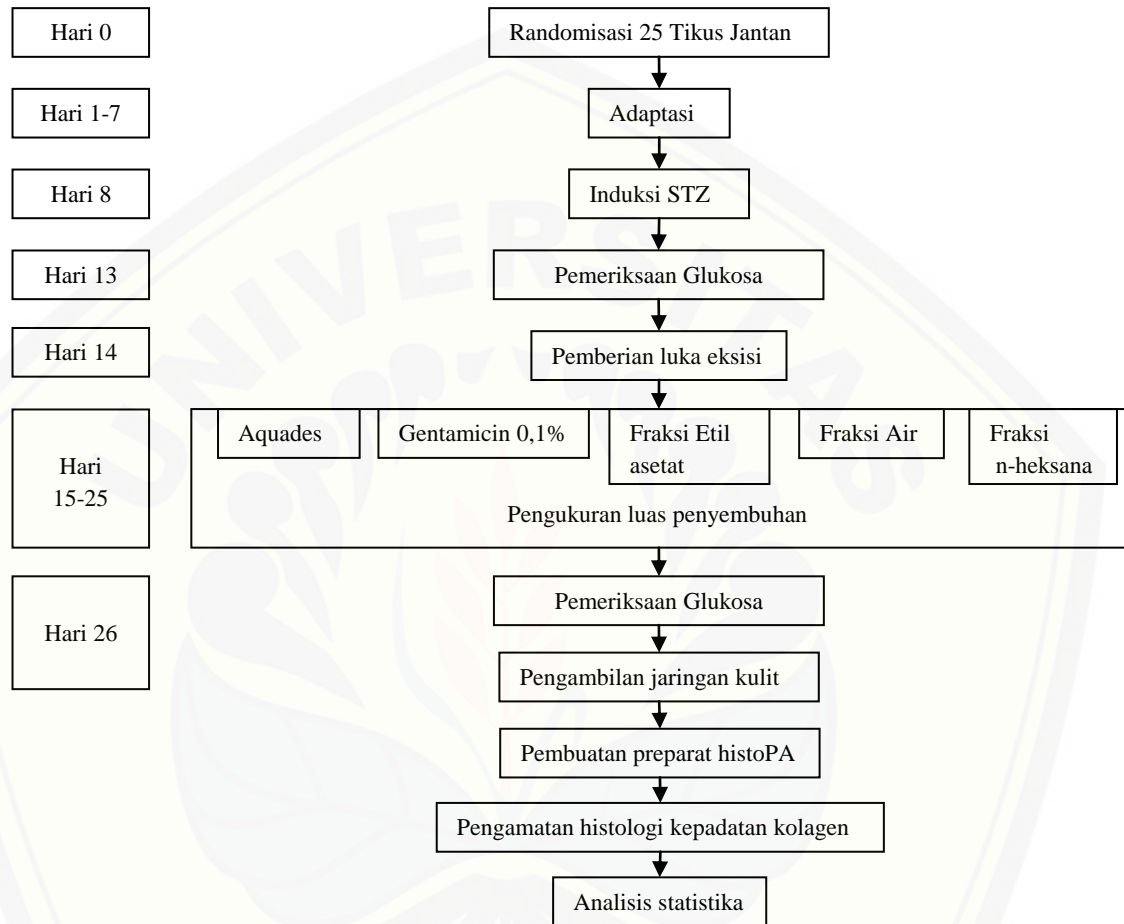 Hari 0
Randomisasi 25 Tikus Jantan
Hari 1-7
Adaptasi
Hari 8
Induksi STZ
Hari 13
Pemeriksaan Glukosa
Hari 14
Pemberian luka eksisi
Hari
15-25
Aquades
Gentamicin 0,1%
Fraksi Etil
asetat
Fraksi Air
Fraksi
n-heksana
Pengukuran luas penyembuhan
Hari 26
Pemeriksaan Glukosa
Pengambilan jaringan kulit
Pembuatan preparat histoPA
Pengamatan histologi kepadatan kolagen
Analisis statistika
UNIVERSITAS